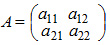 A = ( a11 a12
a21 a22 )